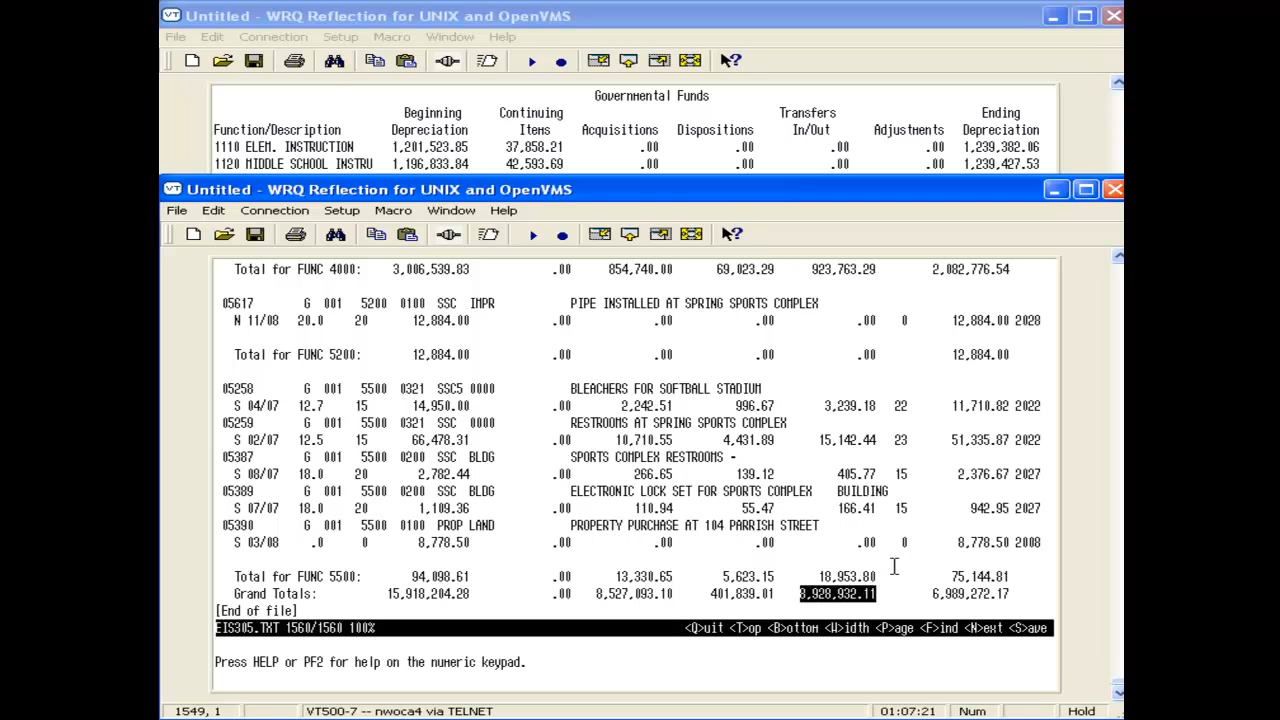 Untitled - WRQ Reflection for UNIX and OpenVMS
File Edit Connection Setup Macro Window Help
Governmental Funds
Beginning Continuing Transfers Ending
Function/Description Depreciation Items Acquisitions Dispositions In/Out Adjustments Depreciation
1110 ELEM. INSTRUCTION 1,201,523.85 37,858.21 .00 .00 .00 .00 1,239,382.06
1120 MIDDLE SCHOOL INSTRU 1,196,833.84 42,593.69 .00 .00 .00 .00 1,239,427.53
Untitled - WRQ Reflection for UNIX and OpenVMS
File Edit Connection Setup Macro Window Help
Total for FUNC 4000: 3,006,539.83 .00 854,740.00 69,023.29 923,763.29 2,082,776.54
05617 G 001 5200 0100 SSC IMPR PIPE INSTALLED AT SPRING SPORTS COMPLEX
N 11/08 20.0 20 12,884.00 .00 .00 .00 .00 0 12,884.00 2028
Total for FUNC 5200: 12,884.00 .00 .00 .00 .00 12,884.00
05258 G 001 5500 0321 SSC5 0000 BLEACHERS FOR SOFTBALL STADIUM
S 04/07 12.7 15 14,950.00 .00 2,242.51 996.67 3,239.18 22 11,710.82 2022
05259 G 001 5500 0321 SSC 0000 RESTROOMS AT SPRING SPORTS COMPLEX
S 02/07 12.5 15 66,478.31 .00 10,710.55 4,431.89 15,142.44 23 51,335.87 2022
05387 G 001 5500 0200 SSC BLDG SPORTS COMPLEX RESTROOMS -
S 08/07 18.0 20 2,782.44 .00 266.65 139.12 405.77 15 2,376.67 2027
05389 G 001 5500 0200 SSC BLDG ELECTRONIC LOCK SET FOR SPORTS COMPLEX BUILDING
S 07/07 18.0 20 1,109.36 .00 110.94 55.47 166.41 15 942.95 2027
05390 G 001 5500 0100 PROP LAND PROPERTY PURCHASE AT 104 PARRISH STREET
S 03/08 .0 0 8,778.50 .00 .00 .00 .00 0 8,778.50 2008
Total for FUNC 5500: 94,098.61 .00 13,330.65 5,623.15 18,953.80 75,144.81
Grand Totals: 15,918,204.28 .00 8,527,093.10 401,839.01 8,928,932.11 6,989,272.17
[End of file]
EIS305.TXT 1560/1560 100% <Q>uit <T>op <B>ottom <W>idth <P>age <F>ind <N>ext <S>ave
Press HELP or PF2 for help on the numeric keypad.
1549, 1 VT500-7 -- nwoca4 via TELNET 01:07:21 Num Hold